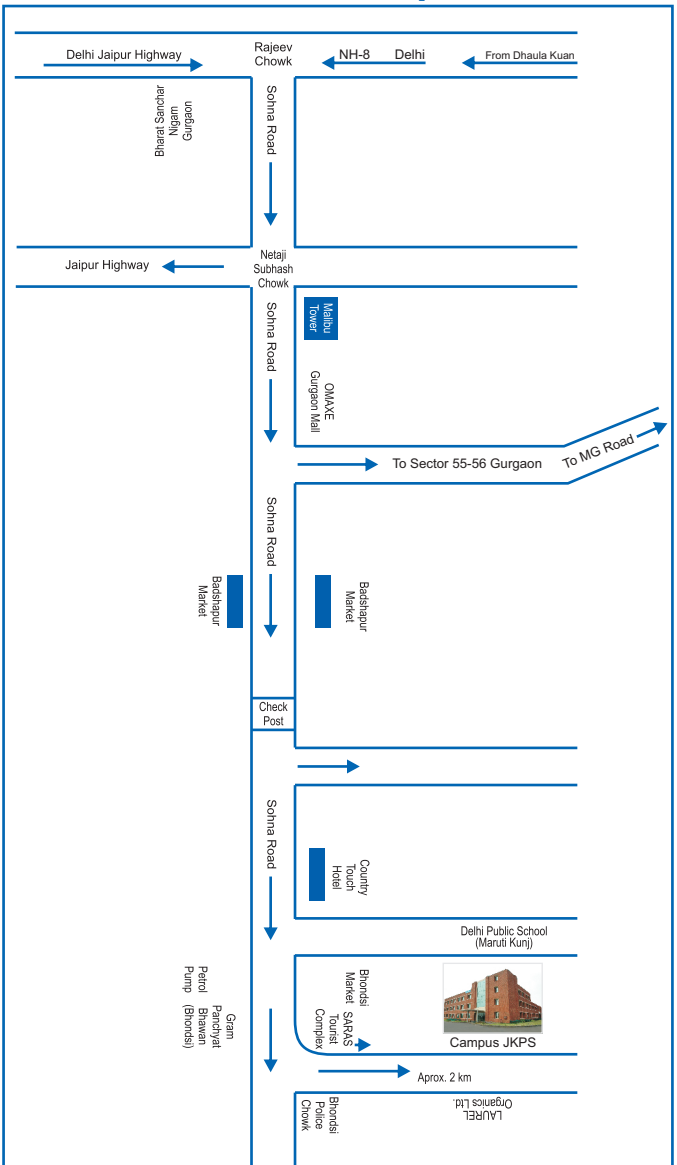 Delhi Jaipur Highway
Rajeev
Chowk
NH-8 Delhi
From Dhaula Kuan
Sohna Road
Gurgaon
Nigam
Bharat Sanchar
Jaipur Highway
Netaji
Subhash
Chowk
Sohna Road
Malibu
Tower
OMAXE
Gurgaon Mall
To Sector 55-56 Gurgaon
To MG Road
Sohna Road
Badshapur
Market
Badshapur
Market
Check
Post
Sohna Road
Country
Touch
Hotel
Delhi Public School
(Maruti Kunj)
Petrol
Pump
Gram
Panchyat
Bhawan
(Bhondsi)
Bhondsi
Market
SARAS
Tourist
Complex
Campus JKPS
Aprox. 2 km
Bhondsi
Police
Chowk
LAUREL
Organics Ltd.